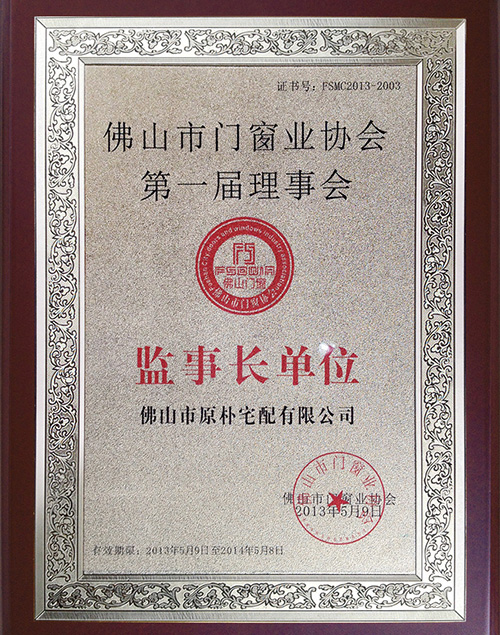 证书号：FSMC2013-2003
佛山市门窗业协会
第一届理事会
佛山门窗
监事长单位
佛山市原朴宅配有限公司
佛山市门窗业协会
2013年5月9日
有效期限：2013年5月9日至2014年5月8日